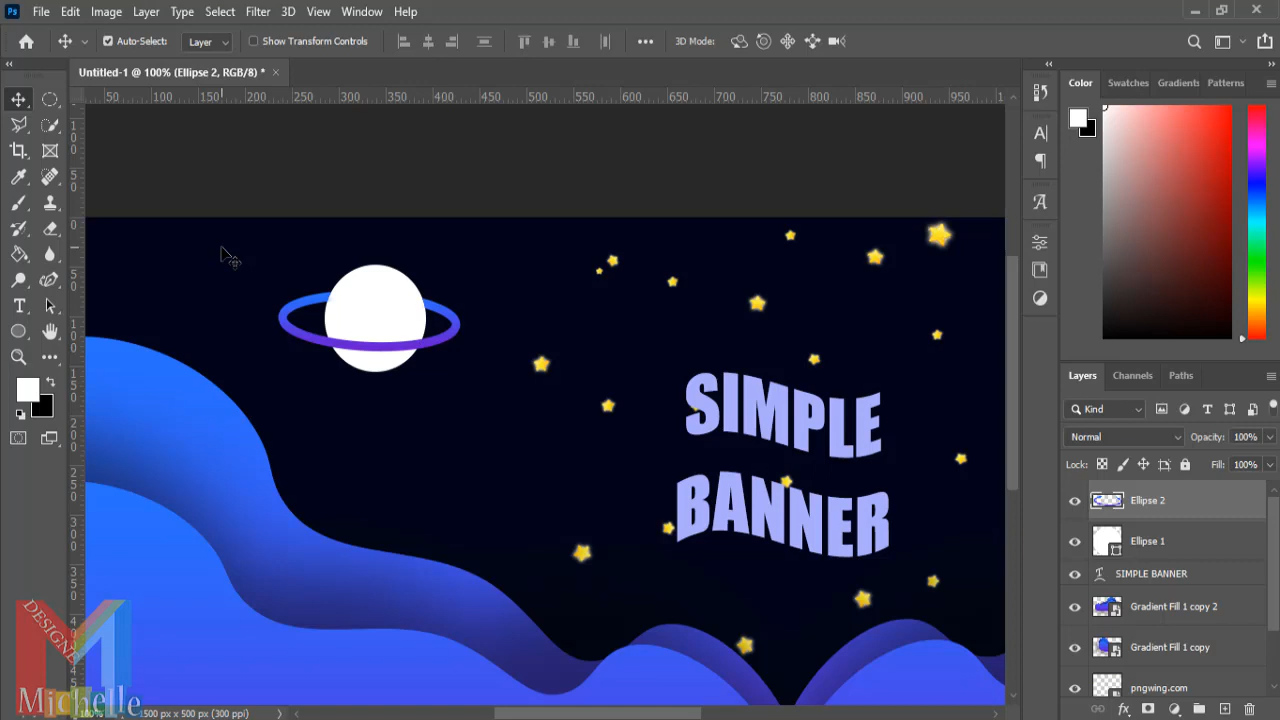 Ps File Edit Image Layer Type Select Filter 3D View Window Help
Auto-Select: Layer Show Transform Controls 3D Mode:
Untitled-1 @ 100% (Ellipse 2, RGB/8) *
50 100 150 200 250 300 350 400 450 500 550 600 650 700 750 800 850 900 950 1
Color Swatches Gradients Patterns
SIMPLE
BANNER
Layers Channels Paths
Kind
Normal Opacity: 100%
Lock: Fill: 100%
Ellipse 2
Ellipse 1
SIMPLE BANNER
Gradient Fill 1 copy 2
Gradient Fill 1 copy
pngwing.com
DESIGNE
Michelle
100% 1500 px x 500 px (300 ppi)